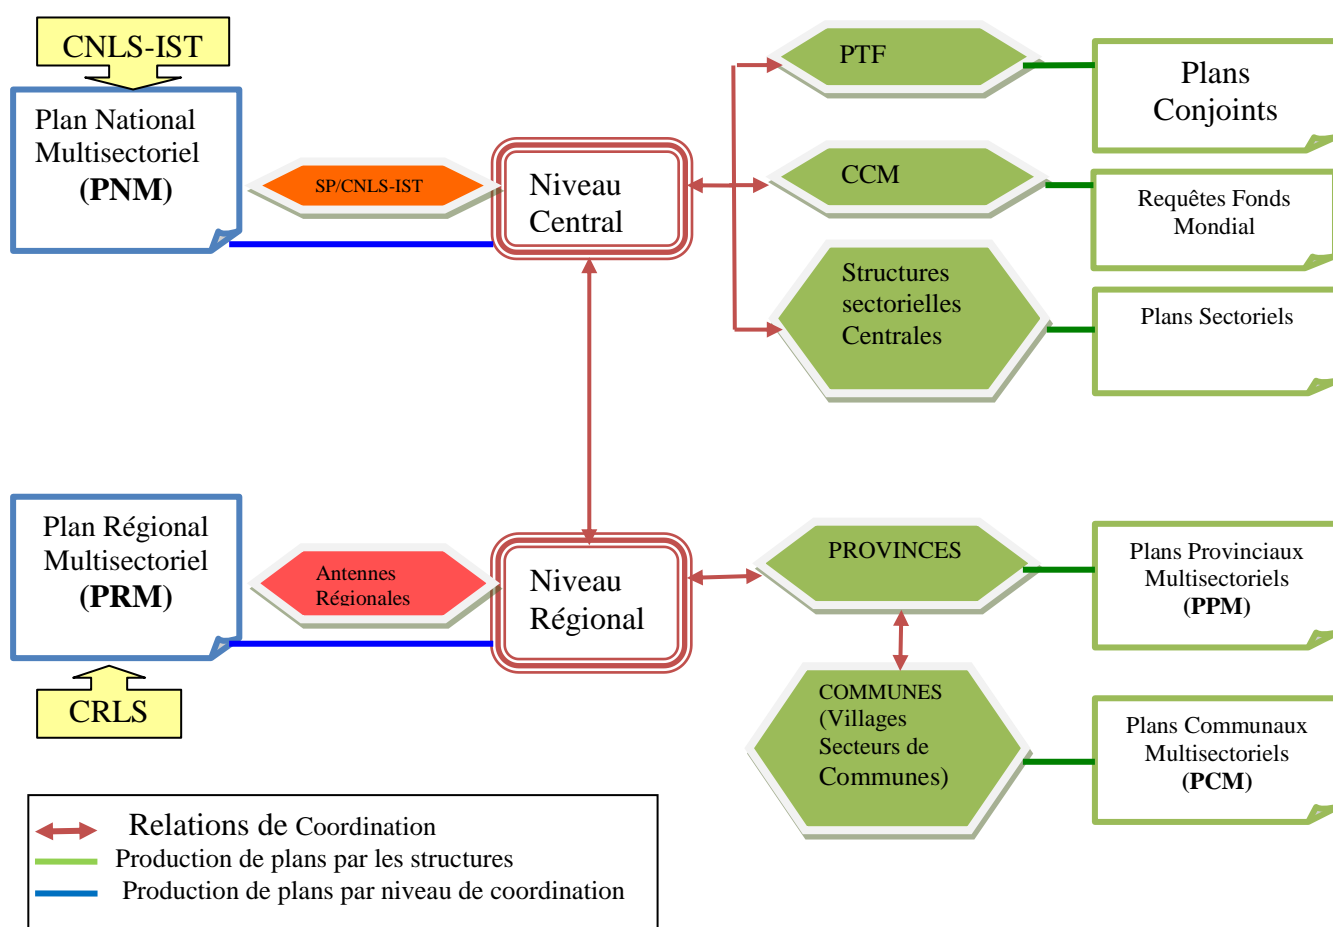 CNLS-IST
Plan National
Multisectoriel
(PNM)
SP/CNLS-IST
Niveau
Central
PTF
Plans
Conjoints
CCM
Requêtes Fonds
Mondial
Structures
sectorielles
Centrales
Plans Sectoriels
Plan Régional
Multisectoriel
(PRM)
Antennes
Régionales
Niveau
Régional
PROVINCES
Plans Provinciaux
Multisectoriels
(PPM)
CRLS
COMMUNES
(Villages
Secteurs de
Communes)
Plans Communaux
Multisectoriels
(PCM)
Relations de Coordination
Production de plans par les structures
Production de plans par niveau de coordination